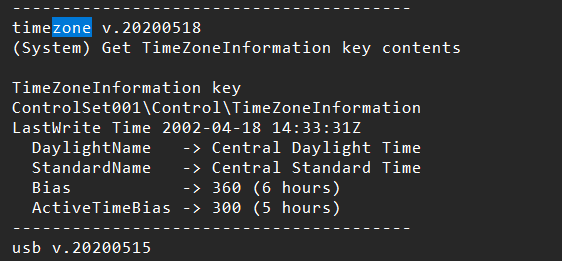 ----------------------------------------
timezone v.20200518
(System) Get TimeZoneInformation key contents

TimeZoneInformation key
ControlSet001\Control\TimeZoneInformation
LastWrite Time 2002-04-18 14:33:31Z
  DaylightName   -> Central Daylight Time
  StandardName   -> Central Standard Time
  Bias           -> 360 (6 hours)
  ActiveTimeBias -> 300 (5 hours)
----------------------------------------
usb v.20200515